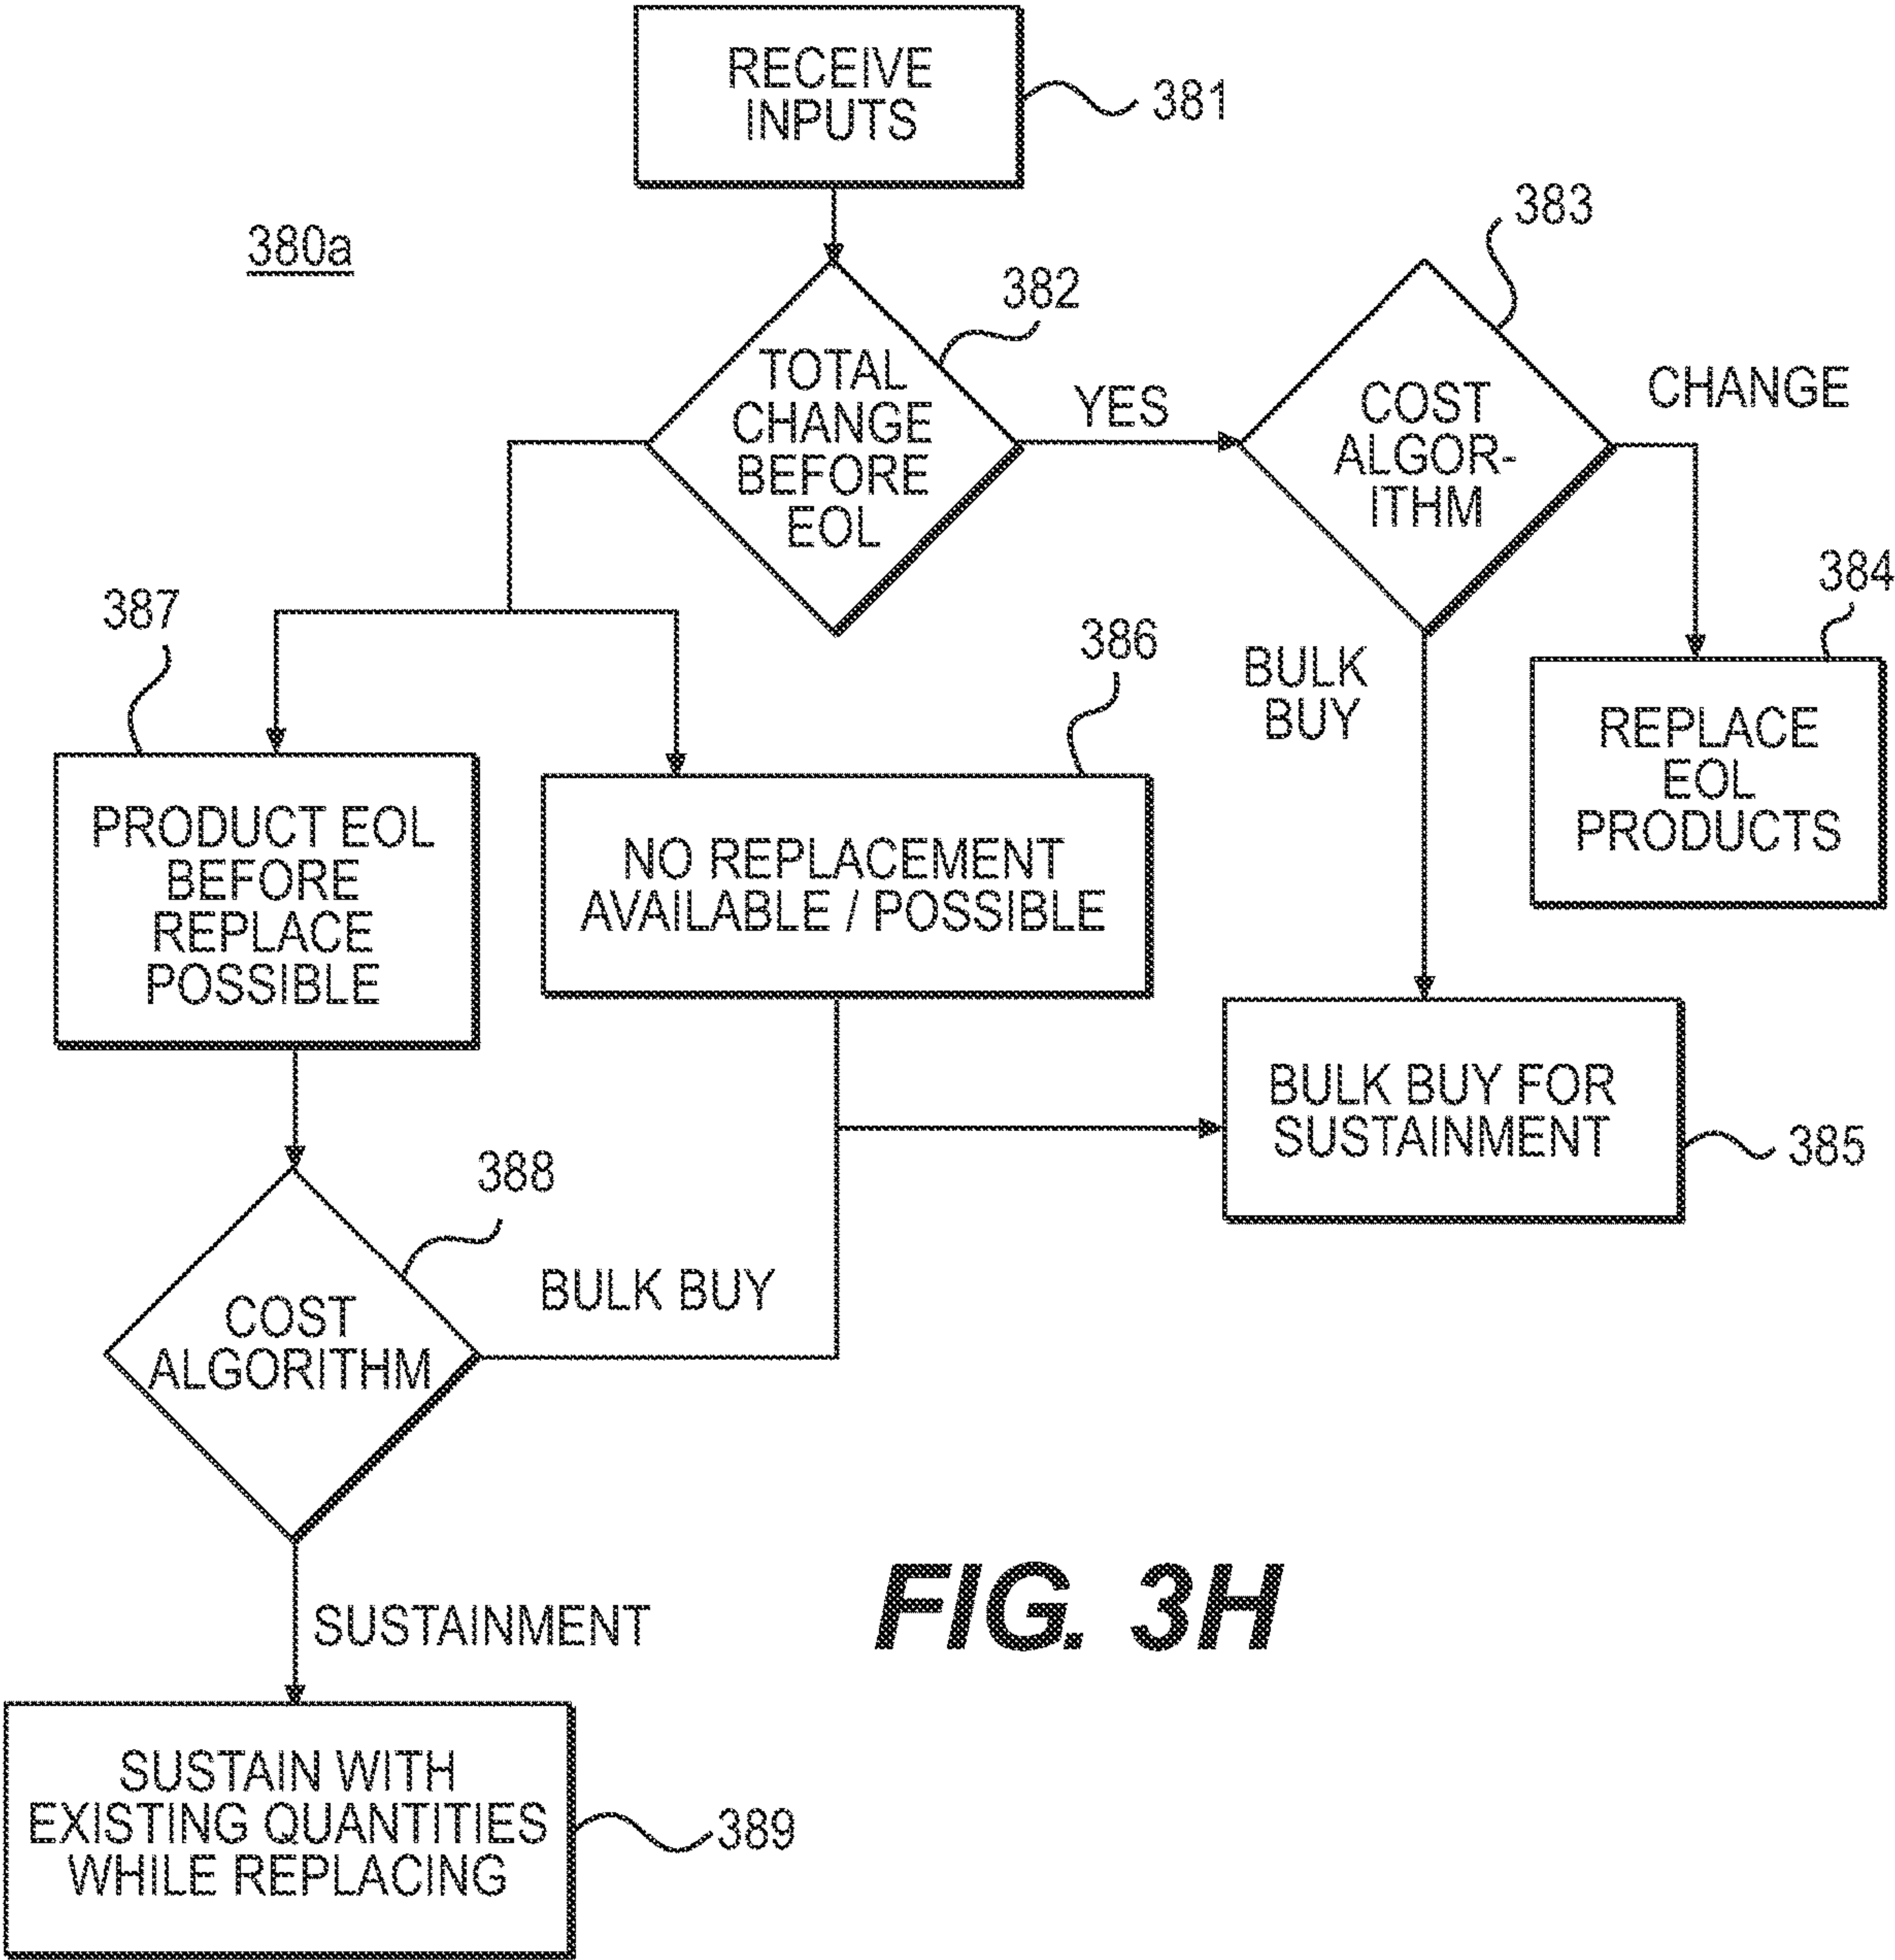 RECEIVE
INPUTS
381
380a
382
383
TOTAL
CHANGE
BEFORE
EOL
YES
COST
ALGOR-
ITHM
CHANGE
384
387
386
BULK
BUY
REPLACE
EOL
PRODUCTS
PRODUCT EOL
BEFORE
REPLACE
POSSIBLE
NO REPLACEMENT
AVAILABLE / POSSIBLE
BULK BUY FOR
SUSTAINMENT
385
388
COST
ALGORITHM
BULK BUY
SUSTAINMENT
FIG. 3H
SUSTAIN WITH
EXISTING QUANTITIES
WHILE REPLACING
389